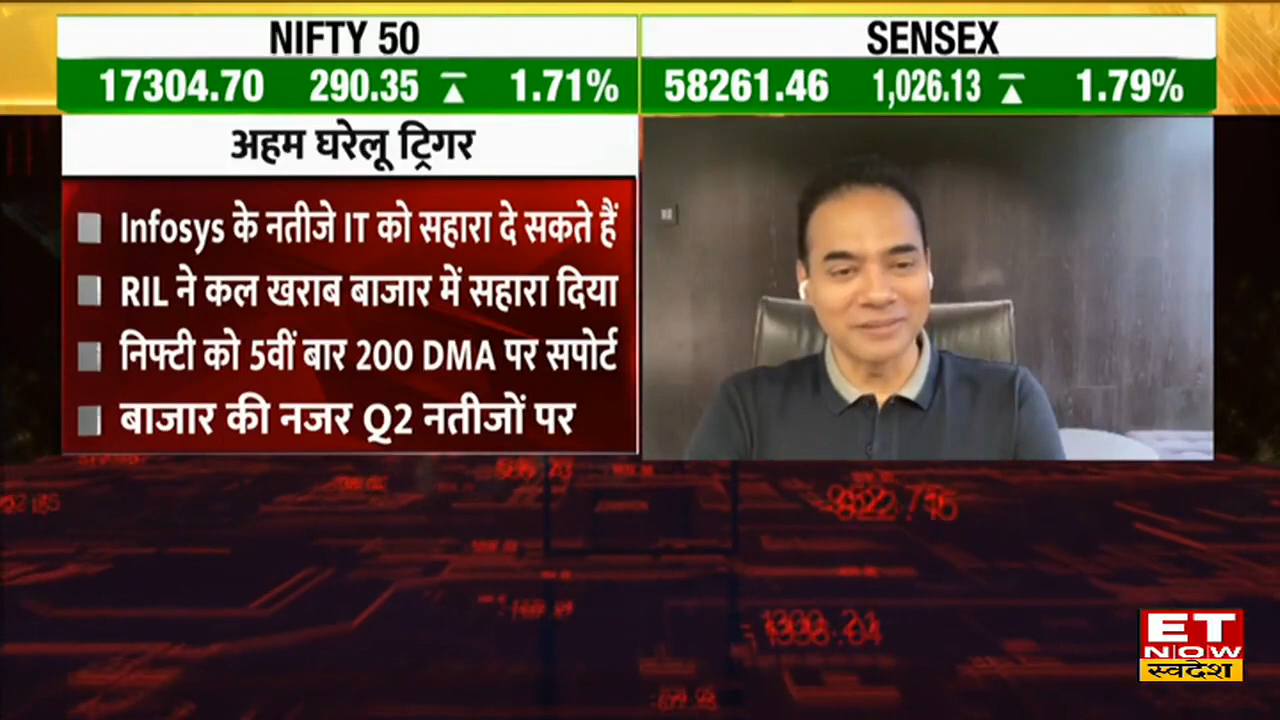 NIFTY 50
17304.70 290.35 1.71%
SENSEX
58261.46 1,026.13 1.79%
अहम घरेलू ट्रिगर
Infosys के नतीजे IT को सहारा दे सकते हैं
RIL ने कल खराब बाजार में सहारा दिया
निफ्टी को 5वीं बार 200 DMA पर सपोर्ट
बाजार की नजर Q2 नतीजों पर
ET
NOW
स्वदेश